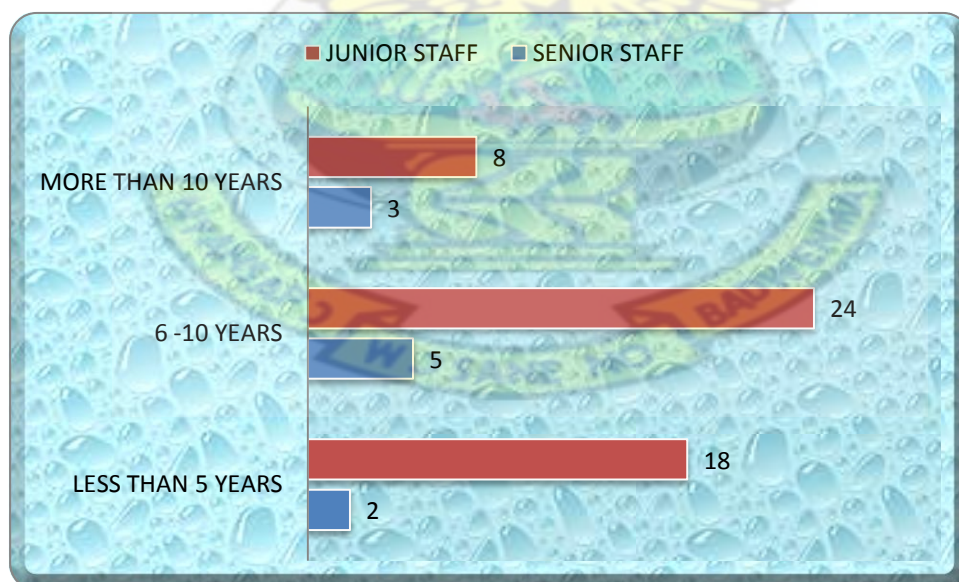 JUNIOR STAFF SENIOR STAFF
MORE THAN 10 YEARS
8
3
6 -10 YEARS
24
5
LESS THAN 5 YEARS
18
2